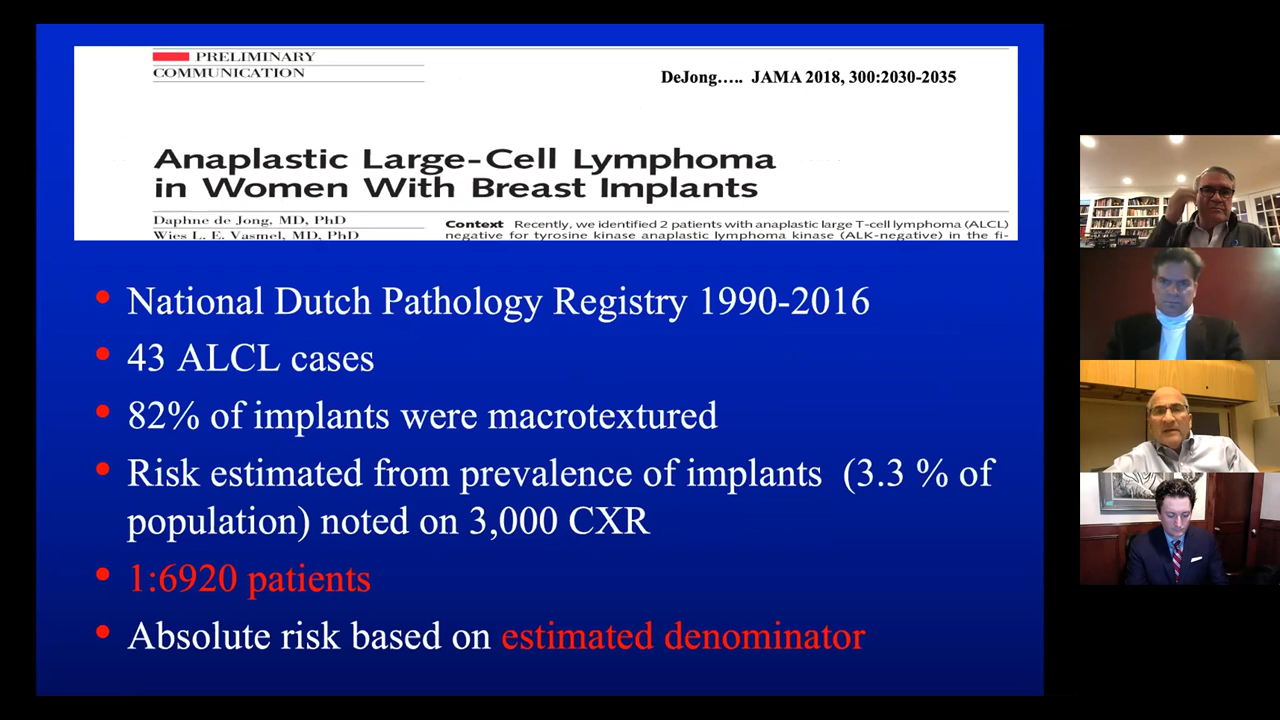 PRELIMINARY
COMMUNICATION
DeJong….. JAMA 2018, 300:2030-2035
Anaplastic Large-Cell Lymphoma
in Women With Breast Implants
Daphne de Jong, MD, PhD
Wies L. E. Vasmel, MD, PhD
Context Recently, we identified 2 patients with anaplastic large T-cell lymphoma (ALCL)
negative for tyrosine kinase anaplastic lymphoma kinase (ALK-negative) in the fi-
• National Dutch Pathology Registry 1990-2016
• 43 ALCL cases
• 82% of implants were macrotextured
• Risk estimated from prevalence of implants (3.3 % of
population) noted on 3,000 CXR
• 1:6920 patients
• Absolute risk based on estimated denominator